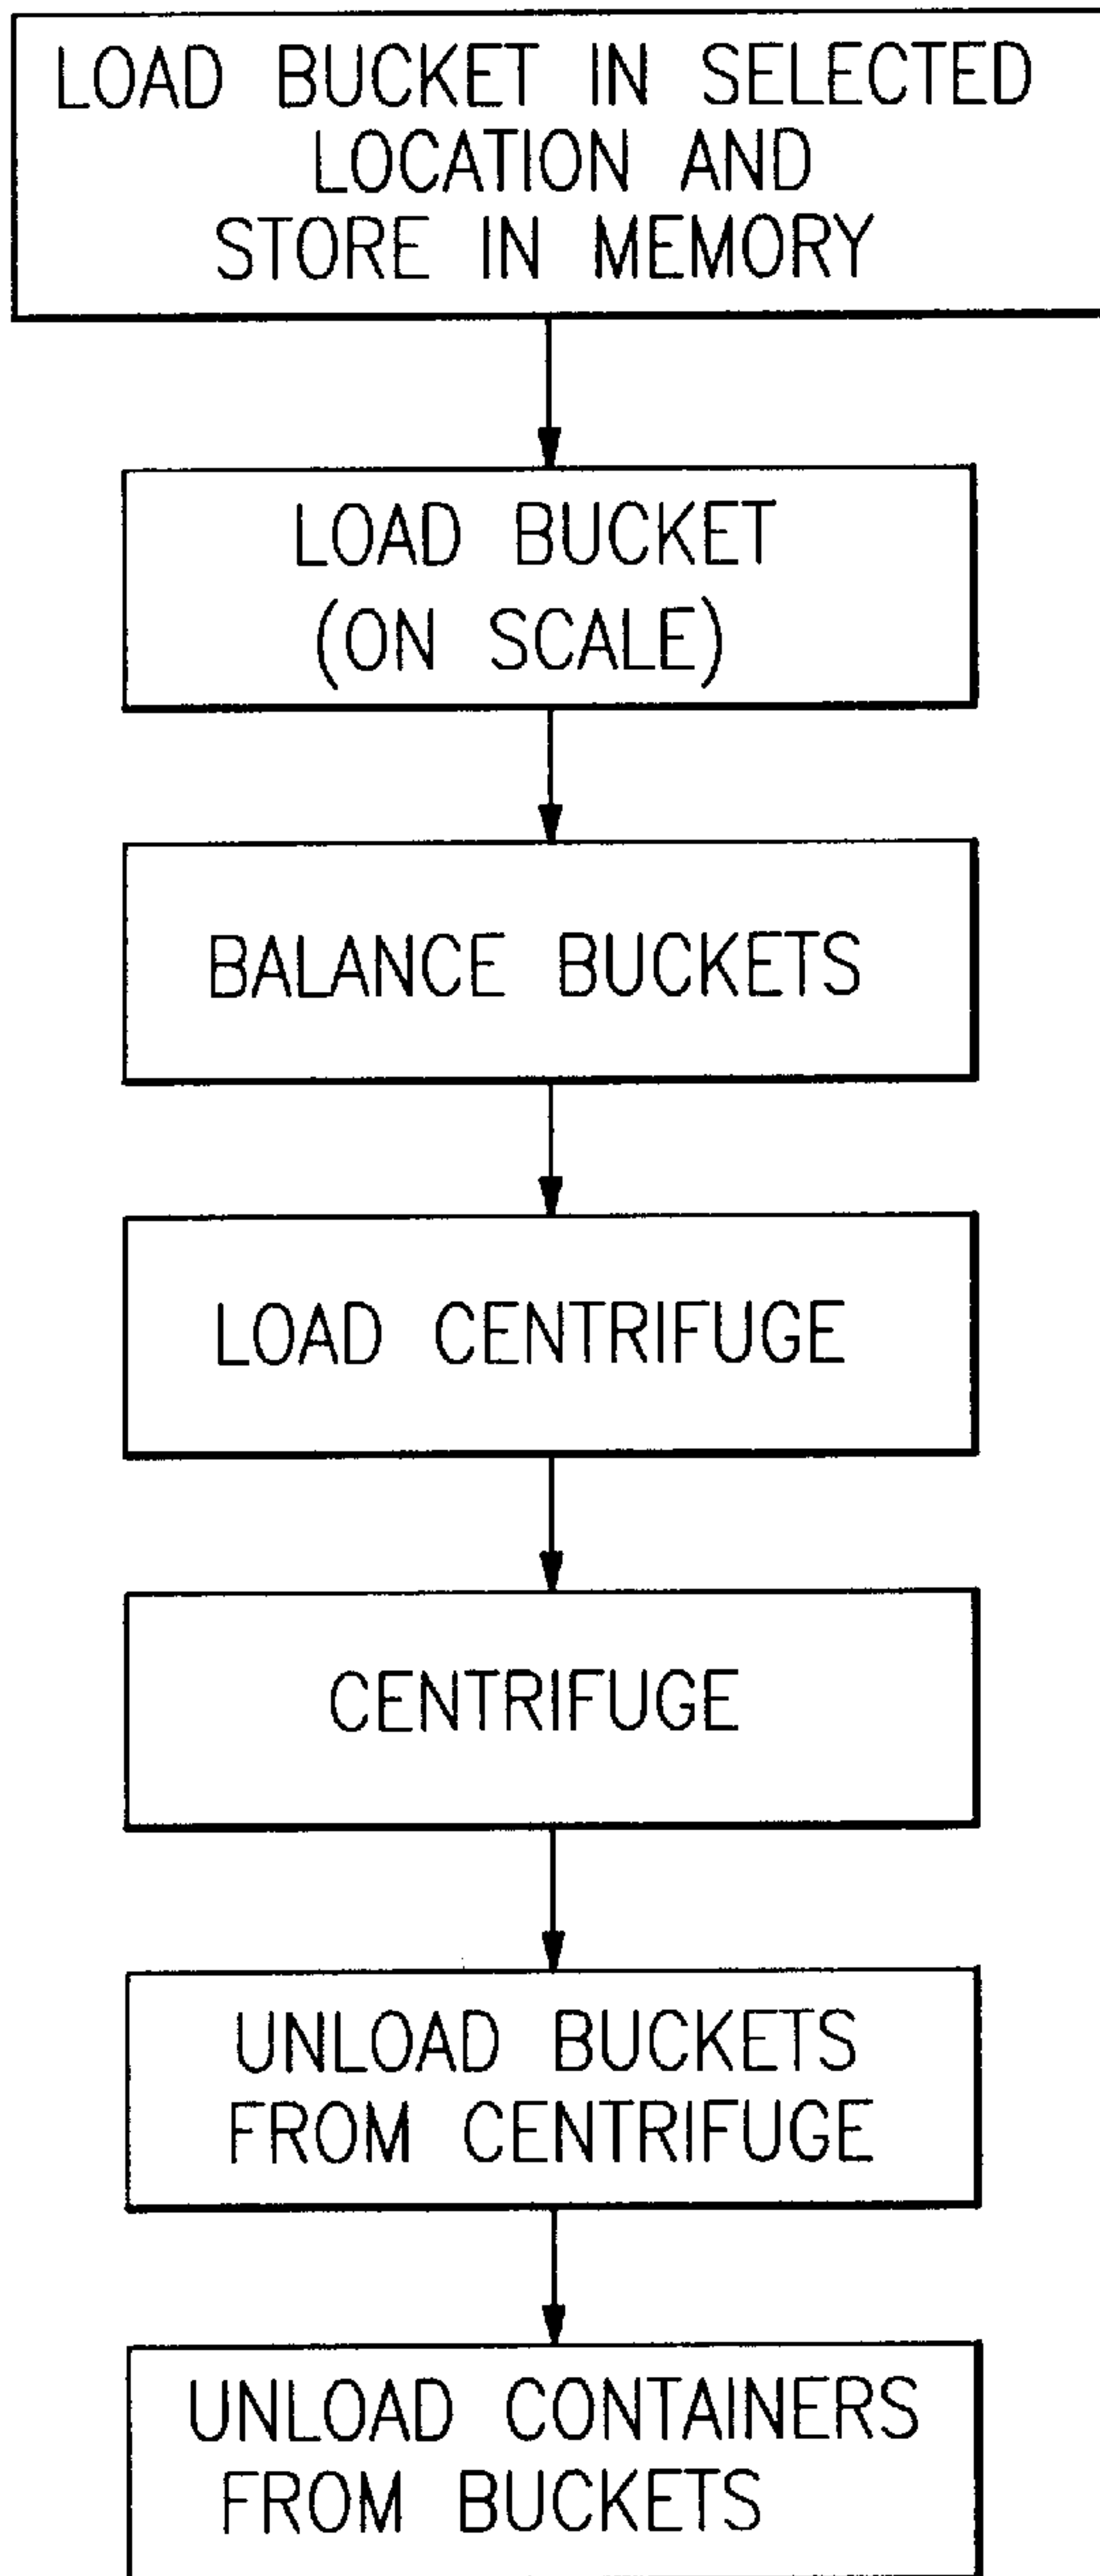 LOAD BUCKET IN SELECTED
LOCATION AND
STORE IN MEMORY
LOAD BUCKET
(ON SCALE)
BALANCE BUCKETS
LOAD CENTRIFUGE
CENTRIFUGE
UNLOAD BUCKETS
FROM CENTRIFUGE
UNLOAD CONTAINERS
FROM BUCKETS